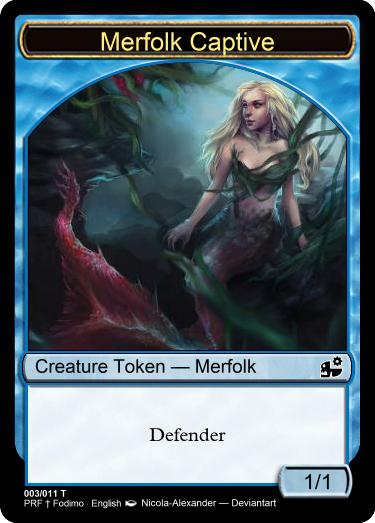 Merfolk Captive
Creature Token — Merfolk
Defender
1/1
003/011 T
PRF † Fodimo · English Nicola-Alexander — Deviantart